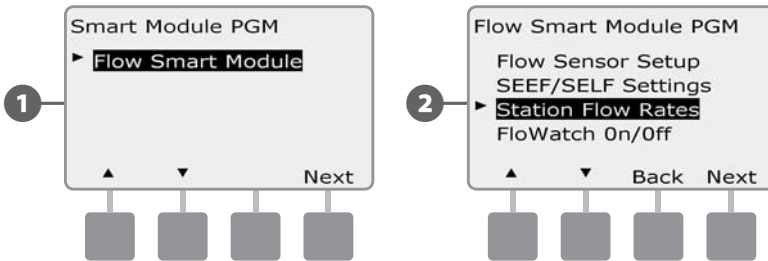 1
Smart Module PGM
► Flow Smart Module
▲ ▼ Next
2
Flow Smart Module PGM
Flow Sensor Setup
SEEF/SELF Settings
► Station Flow Rates
FloWatch On/Off
▲ ▼ Back Next